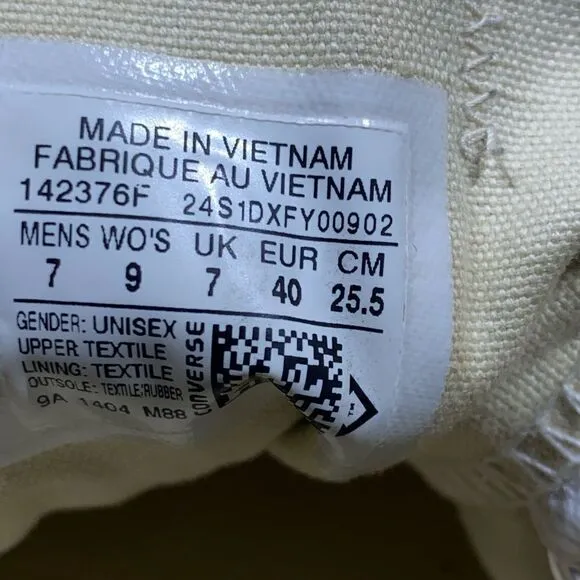 MADE IN VIETNAM
FABRIQUE AU VIETNAM
142376F 24S1DXFY00902
MENS WO'S UK EUR CM
7 9 7 40 25.5
GENDER: UNISEX
UPPER TEXTILE
LINING: TEXTILE
OUTSOLE: TEXTILE;RUBBER
9A 1404 M88
CONVERSE